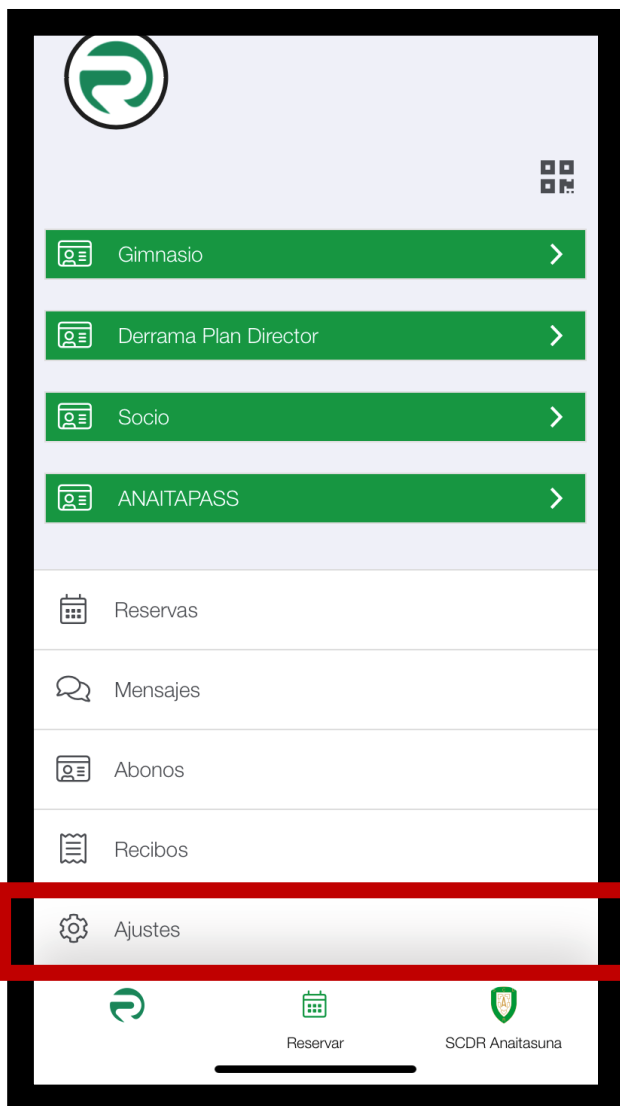 Gimnasio
Derrama Plan Director
Socio
ANAITAPASS
Reservas
Mensajes
Abonos
Recibos
Ajustes
Reservar
SCDR Anaitasuna